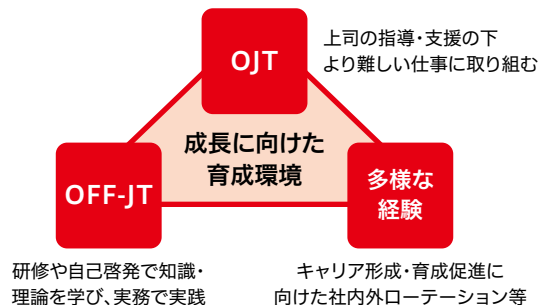 OJT
上司の指導・支援の下
より難しい仕事に取り組む
成長に向けた
育成環境
OFF-JT
多様な
経験
研修や自己啓発で知識・
理論を学び、実務で実践
キャリア形成・育成促進に
向けた社内外ローテーション等